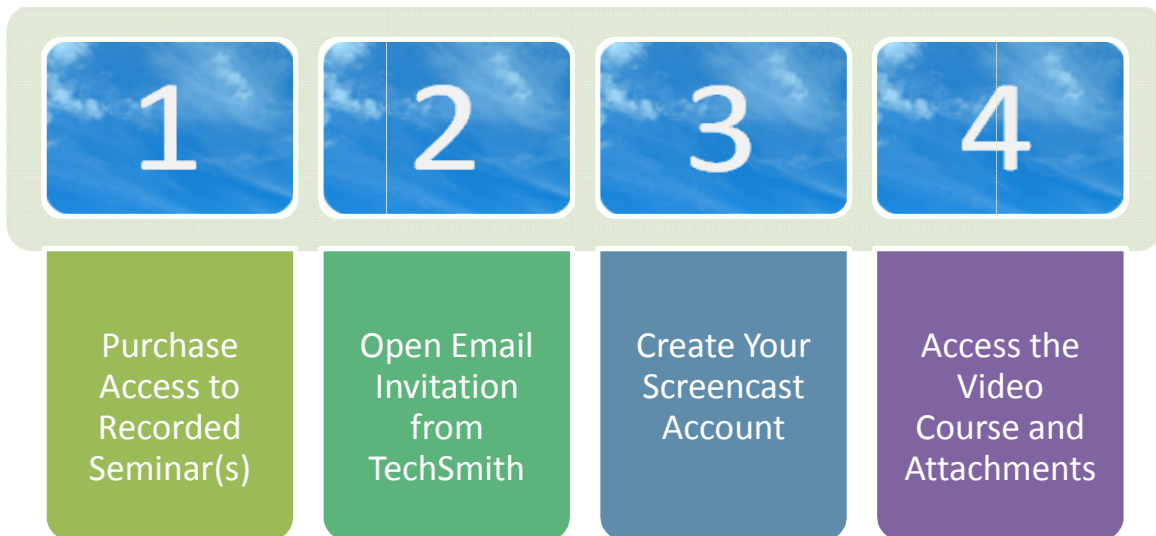 1
2
3
4
Purchase
Access to
Recorded
Seminar(s)
Open Email
Invitation
from
TechSmith
Create Your
Screencast
Account
Access the
Video
Course and
Attachments